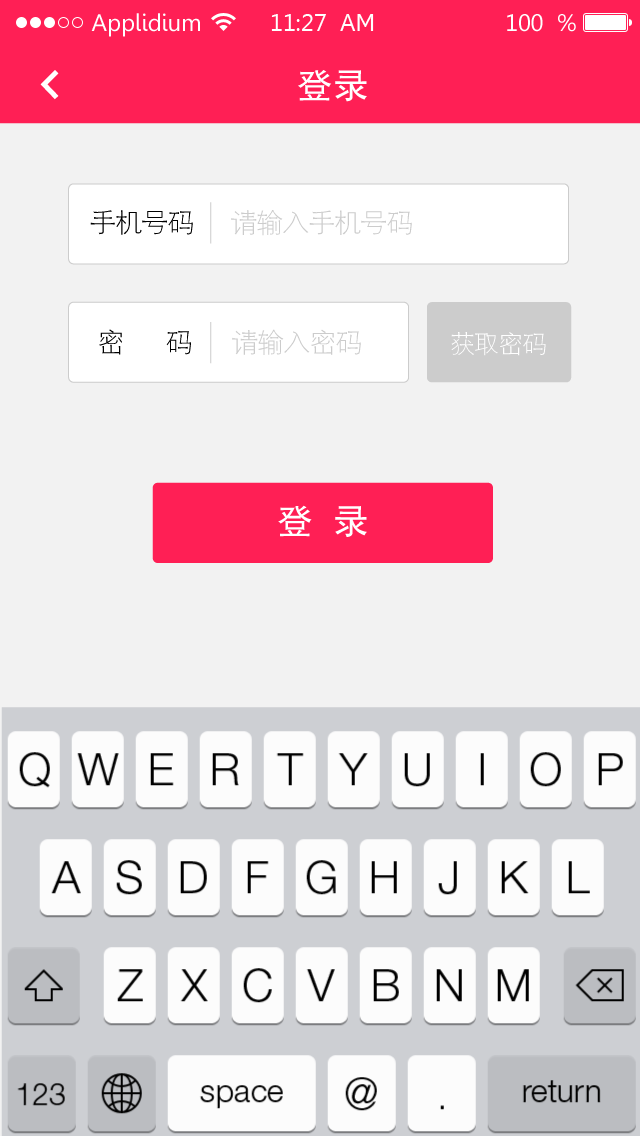 Applidium 11:27 AM 100 %
登录
手机号码 请输入手机号码
密 码 请输入密码 获取密码
登 录
Q W E R T Y U I O P
A S D F G H J K L
Z X C V B N M
123 space @ . return